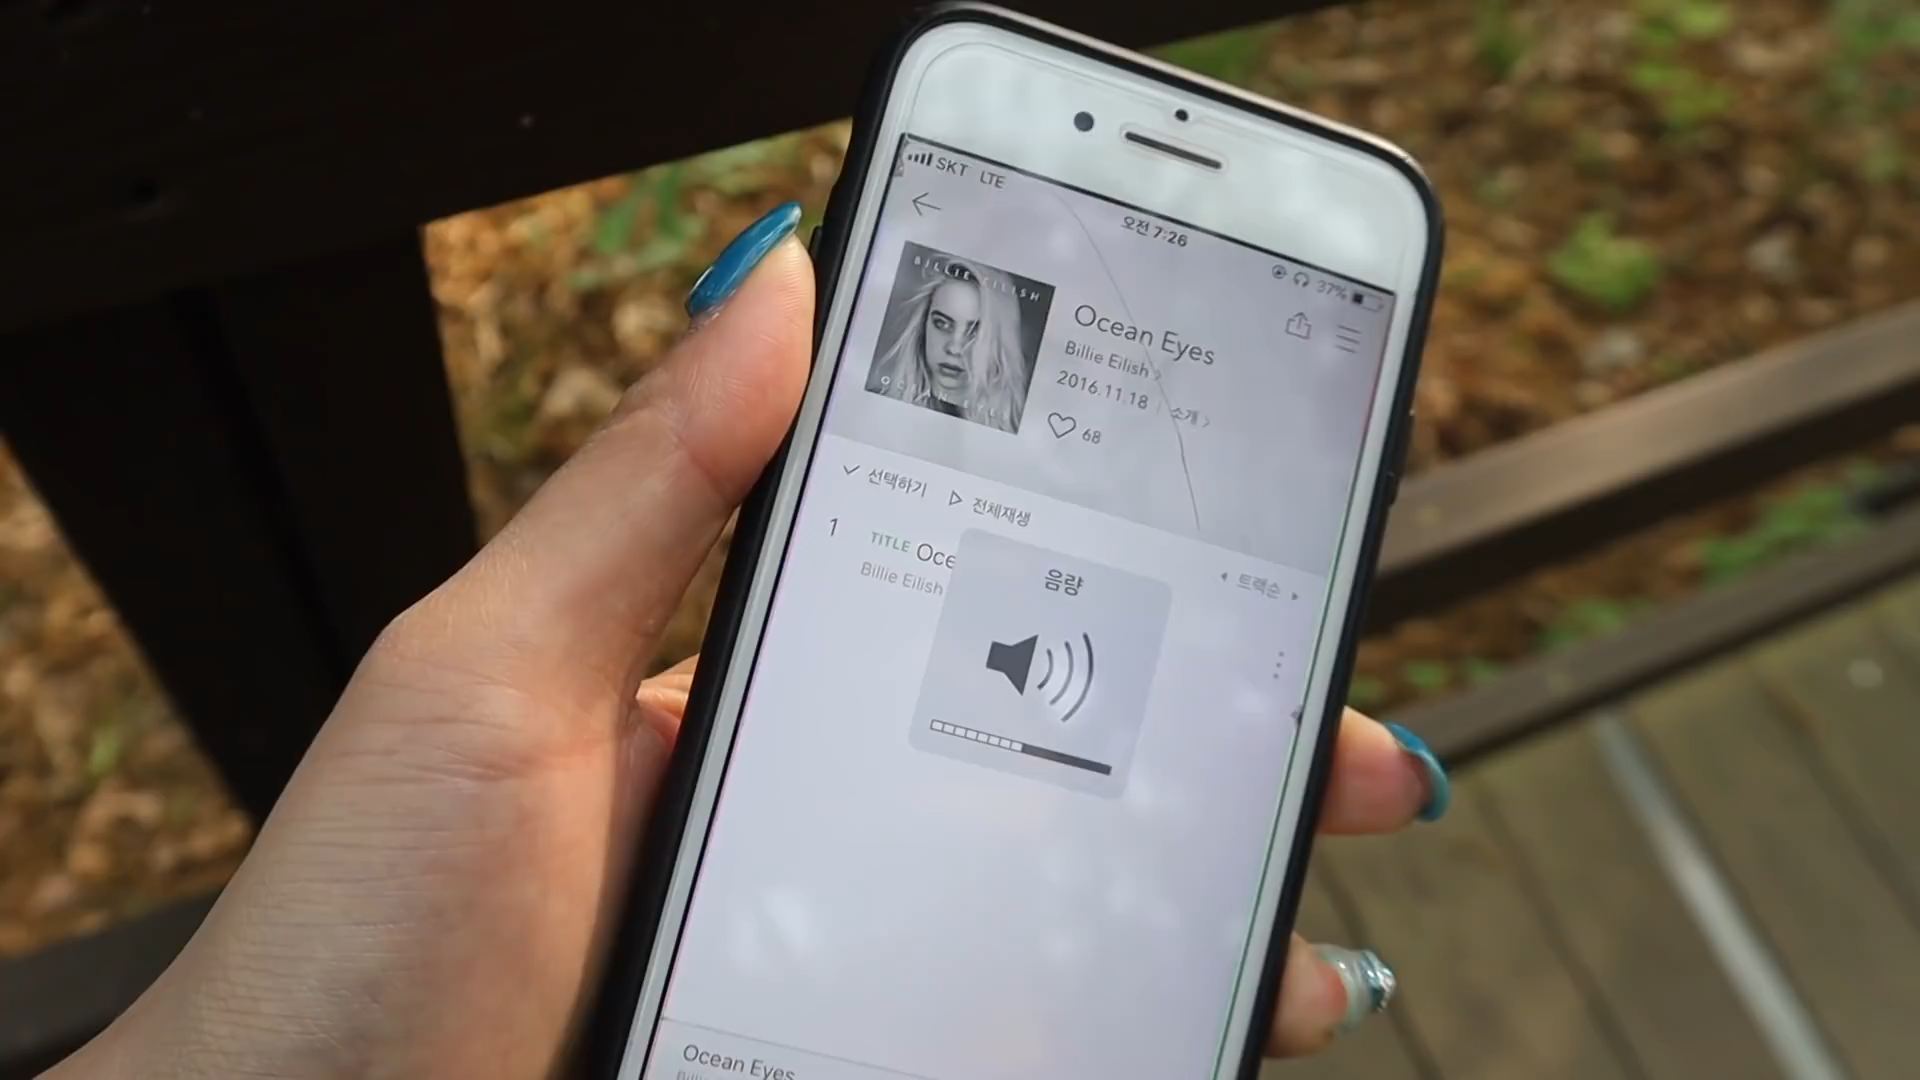 SKT LTE
오전 7:26
37%
BILLIE EILISH
OCEAN EYES
Ocean Eyes
Billie Eilish >
2016.11.18 | 소개 >
68
선택하기 전체재생
트랙순
1 TITLE Oce
Billie Eilish
음량
Ocean Eyes